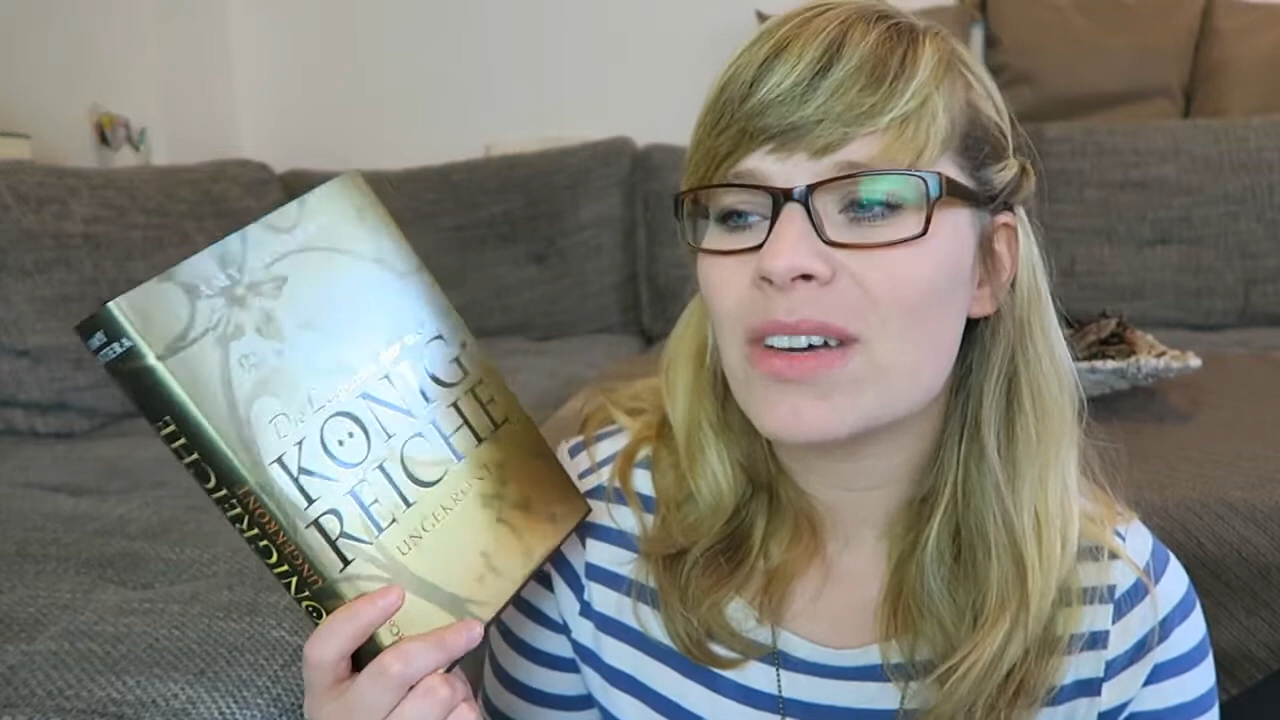 Die Legende der
KÖNIG-
REICHE
UNGEKRÖNT
KÖNIGREICHE
UNGEKRÖNT